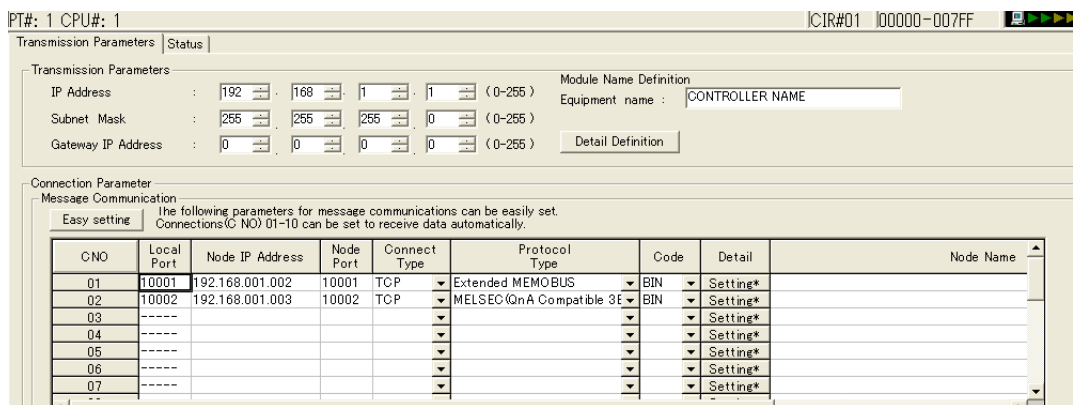 PT#: 1 CPU#: 1 CIR#01 00000-007FF
Transmission Parameters Status
Transmission Parameters
IP Address : 192 . 168 . 1 . 1 (0-255)
Subnet Mask : 255 . 255 . 255 . 0 (0-255)
Gateway IP Address : 0 . 0 . 0 . 0 (0-255)
Module Name Definition
Equipment name : CONTROLLER NAME
Detail Definition
Connection Parameter
Message Communication
Easy setting
The following parameters for message communications can be easily set.
Connections(C NO) 01-10 can be set to receive data automatically.
CNO Local Port Node IP Address Node Port Connect Type Protocol Type Code Detail Node Name
01 10001 192.168.001.002 10001 TCP Extended MEMOBUS BIN Setting*
02 10002 192.168.001.003 10002 TCP MELSEC(QnA Compatible 3E BIN Setting*
03 ----- Setting*
04 ----- Setting*
05 ----- Setting*
06 ----- Setting*
07 ----- Setting*